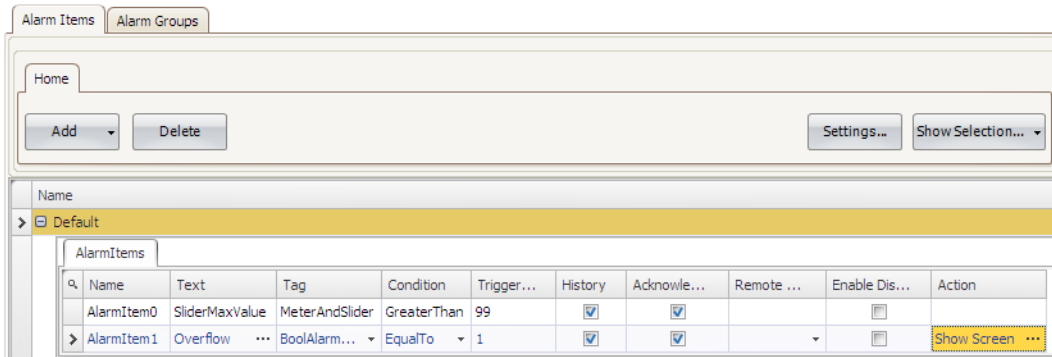 Alarm Items Alarm Groups
Home
Add Delete Settings... Show Selection...
Name
Default
AlarmItems
Name Text Tag Condition Trigger... History Acknowle... Remote ... Enable Dis... Action
AlarmItem0 SliderMaxValue MeterAndSlider GreaterThan 99
AlarmItem1 Overflow ... BoolAlarm... EqualTo 1 Show Screen ...